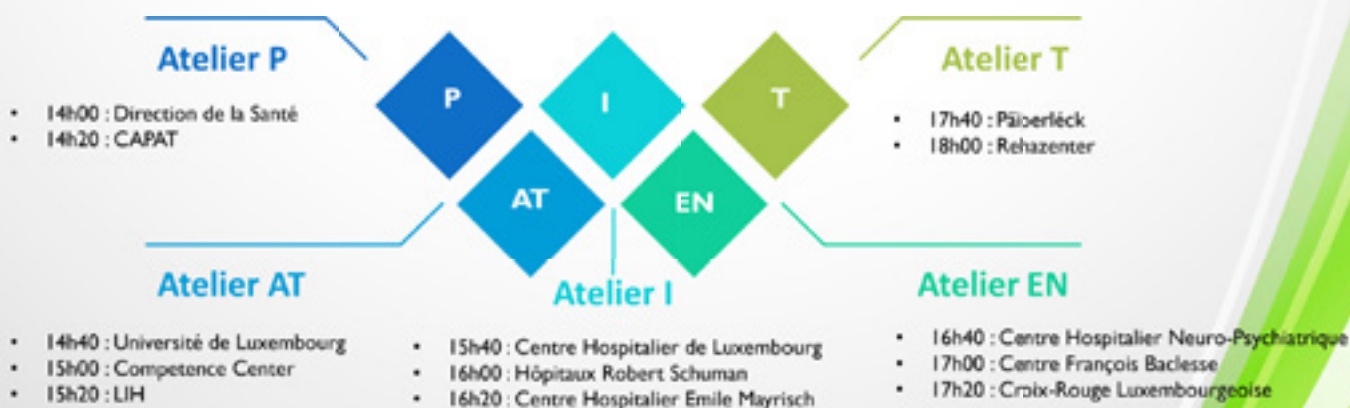 Atelier P
• 14h00 : Direction de la Santé
• 14h20 : CAPAT
P
I
T
AT
EN
Atelier T
• 17h40 : Päiperléck
• 18h00 : Rehazenter
Atelier AT
• 14h40 : Université de Luxembourg
• 15h00 : Competence Center
• 15h20 : LIH
Atelier I
• 15h40 : Centre Hospitalier de Luxembourg
• 16h00 : Hôpitaux Robert Schuman
• 16h20 : Centre Hospitalier Emile Mayrisch
Atelier EN
• 16h40 : Centre Hospitalier Neuro-Psychiatrique
• 17h00 : Centre François Baclesse
• 17h20 : Croix-Rouge Luxembourgeoise